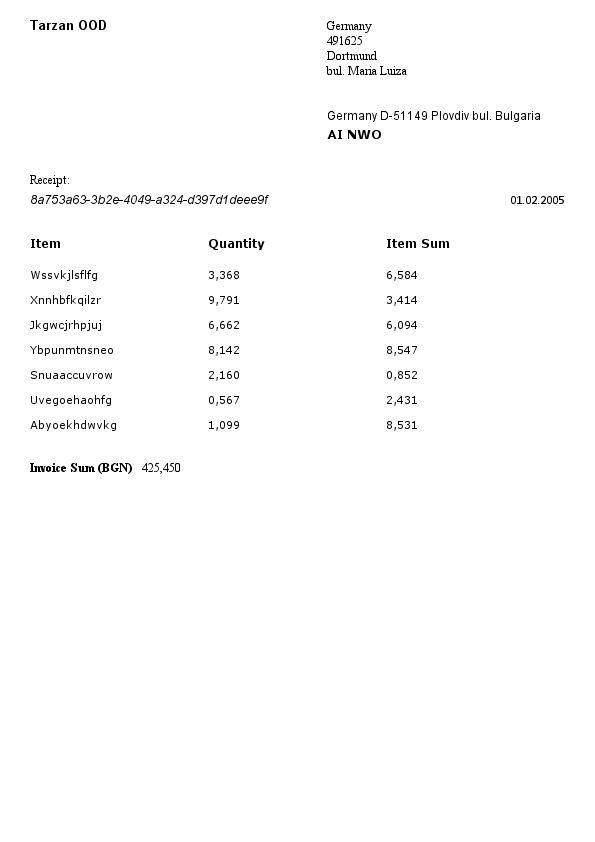 Tarzan OOD
Germany
491625
Dortmund
bul. Maria Luiza
Germany D-51149 Plovdiv bul. Bulgaria
AI NWO
Receipt:
8a753a63-3b2e-4049-a324-d397d1deee9f 01.02.2005
Item Quantity Item Sum
Wssvkjlsflfg 3,368 6,584
Xnnhbfkqilzr 9,791 3,414
Jkgwcjrhpjuj 6,662 6,094
Ybpunmtnsneo 8,142 8,547
Snuaaccuvrow 2,160 0,852
Uvegoehaohfg 0,567 2,431
Abyoekhdwvkg 1,099 8,531
Invoice Sum (BGN) 425,450